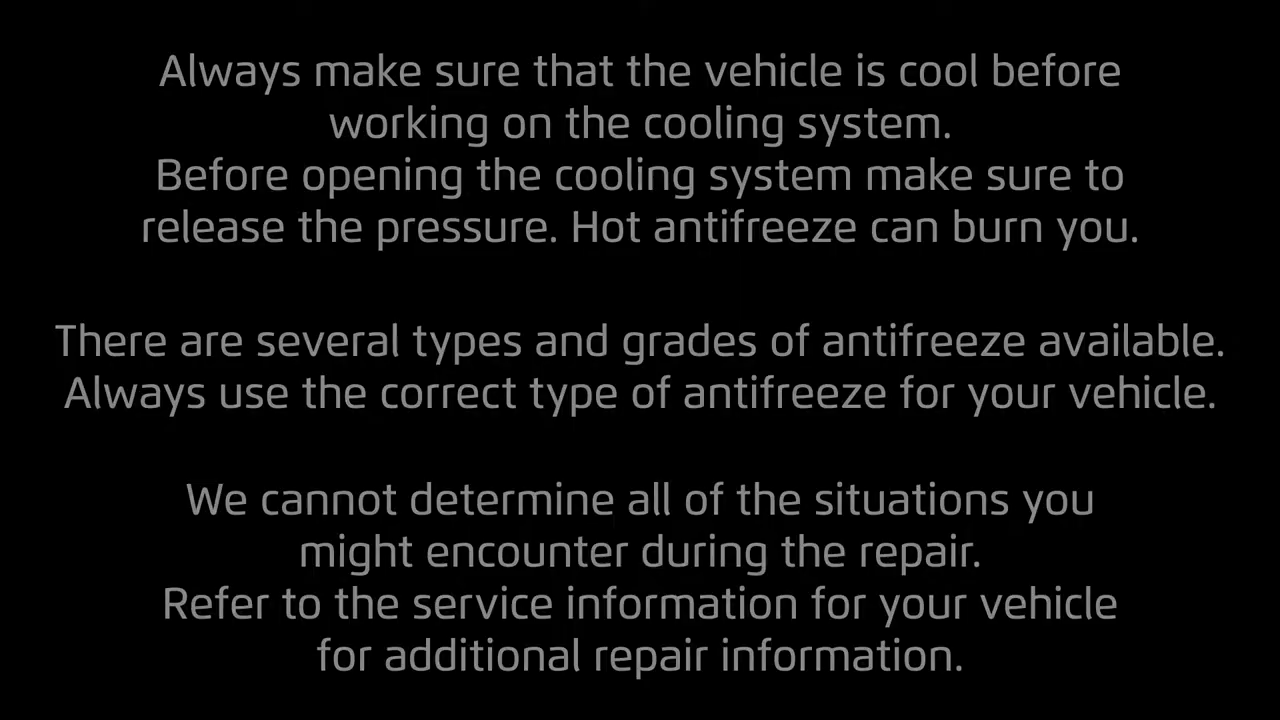 Always make sure that the vehicle is cool before
working on the cooling system.
Before opening the cooling system make sure to
release the pressure. Hot antifreeze can burn you.
There are several types and grades of antifreeze available.
Always use the correct type of antifreeze for your vehicle.
We cannot determine all of the situations you
might encounter during the repair.
Refer to the service information for your vehicle
for additional repair information.